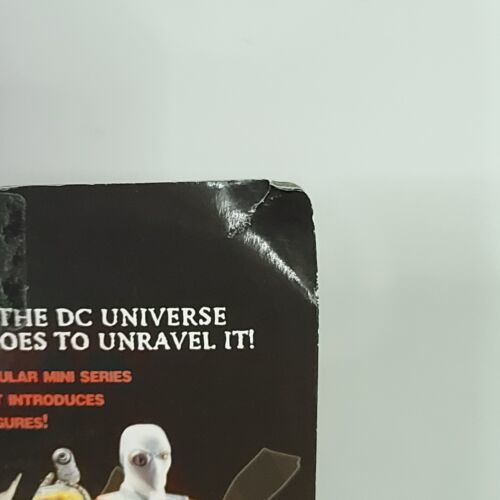 THE DC UNIVERSE
OES TO UNRAVEL IT!
ULAR MINI SERIES
T INTRODUCES
GURES!